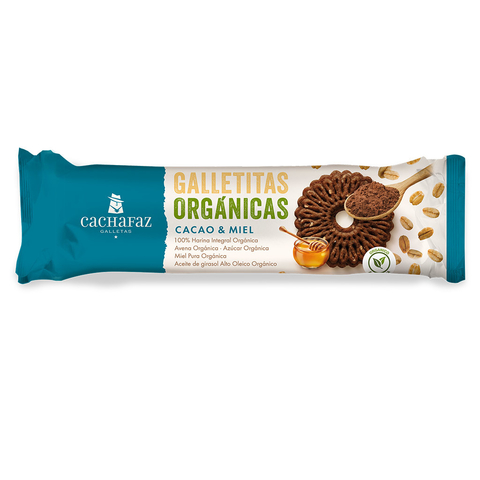 CACHAFAZ
GALLETAS
GALLETITAS
ORGÁNICAS
CACAO & MIEL
100% Harina Integral Orgánica
Avena Orgánica - Azúcar Orgánica
Miel Pura Orgánica
Aceite de girasol Alto Oleico Orgánico